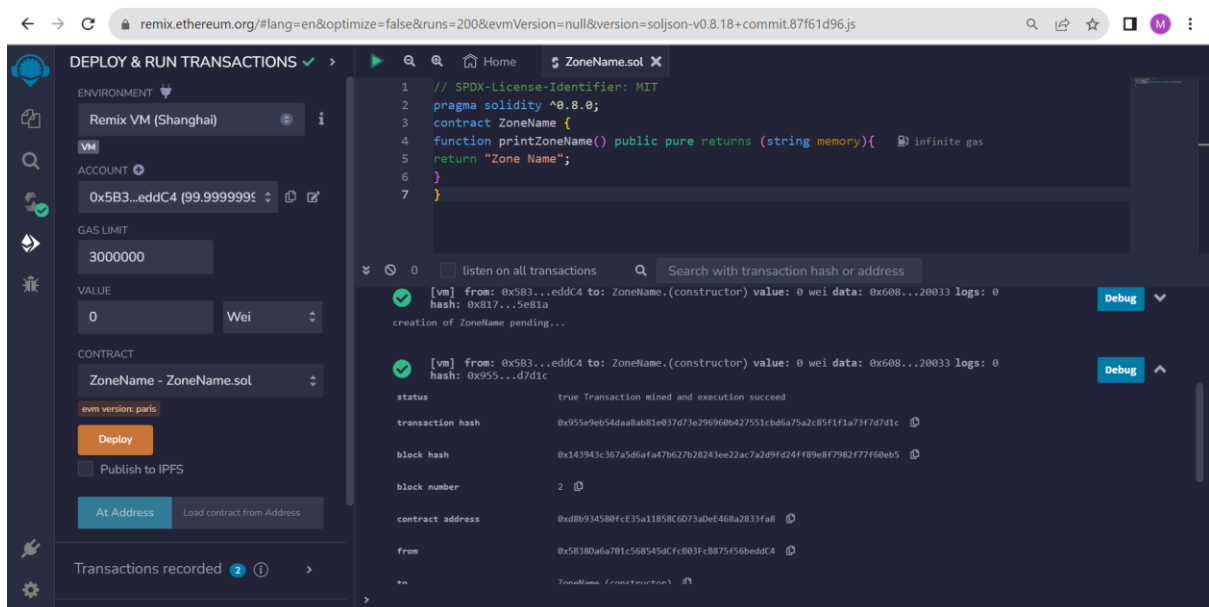 remix.ethereum.org/#lang=en&optimize=false&runs=200&evmVersion=null&version=soljson-v0.8.18+commit.87f61d96.js
M
DEPLOY & RUN TRANSACTIONS
ENVIRONMENT
Remix VM (Shanghai)
VM
ACCOUNT
0x5B3...eddC4 (99.9999999
GAS LIMIT
3000000
VALUE
0 Wei
CONTRACT
ZoneName - ZoneName.sol
evm version: paris
Deploy
Publish to IPFS
At Address Load contract from Address
Transactions recorded 2 i
Home ZoneName.sol
1 // SPDX-License-Identifier: MIT
2 pragma solidity ^0.8.0;
3 contract ZoneName {
4 function printZoneName() public pure returns (string memory){ infinite gas
5 return "Zone Name";
6 }
7 }
0 listen on all transactions Search with transaction hash or address
[vm] from: 0x5B3...eddC4 to: ZoneName.(constructor) value: 0 wei data: 0x608...20033 logs: 0
hash: 0x817...5e81a
Debug
creation of ZoneName pending...
[vm] from: 0x5B3...eddC4 to: ZoneName.(constructor) value: 0 wei data: 0x608...20033 logs: 0
hash: 0x955...d7d1c
Debug
status true Transaction mined and execution succeed
transaction hash 0x955e9eb54daa8ab81e037d73e296960b427551cbd6a75a2c85f1f1a73f7d7d1c
block hash 0x143943c367a5d6afa47b627b28243ee22ac7a2d9fd24ff89e8f7982f77f60eb5
block number 2
contract address 0xd8b934580fcE35a11B58C6D73aDeE468a2833fa8
from 0x5B38Da6a701c568545dCfcB03FcB875f56beddC4
to ZoneName.(constructor)